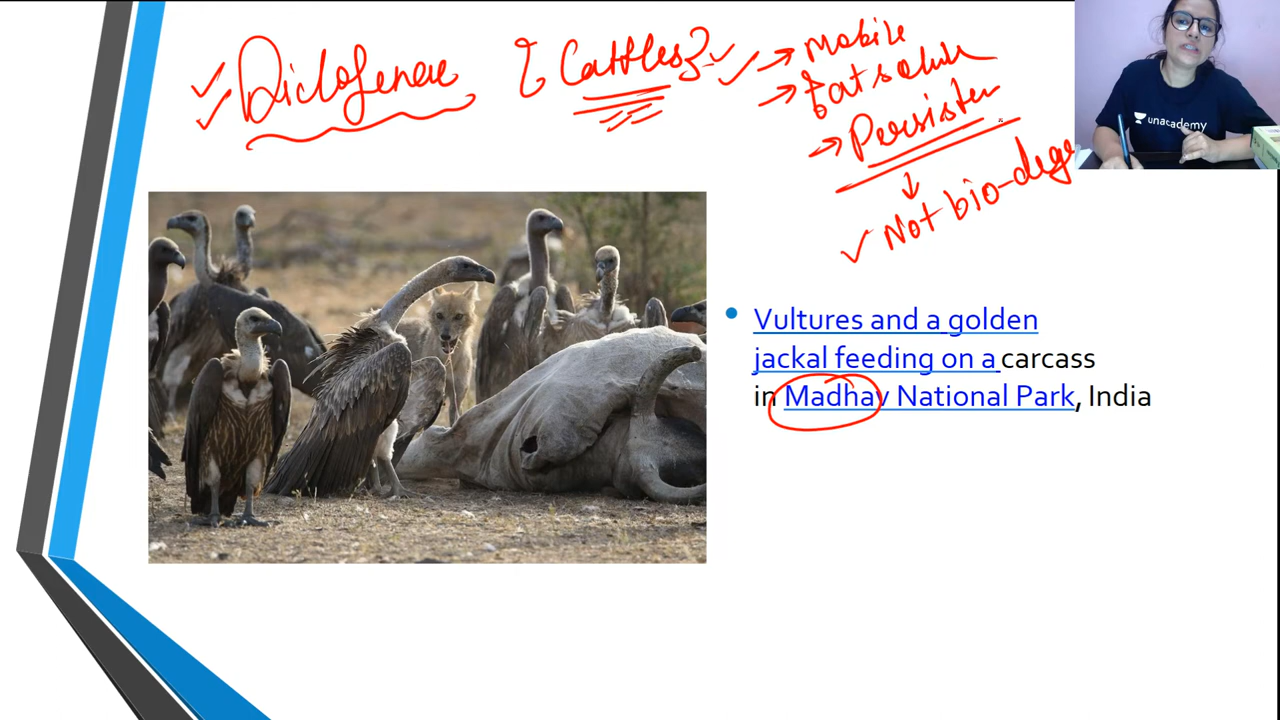 Diclofenac { Cattles }
→ mobile
→ fat soluble
→ Persisten
↓
Not bio-deg
unacademy
• Vultures and a golden
jackal feeding on a carcass
in Madhav National Park, India